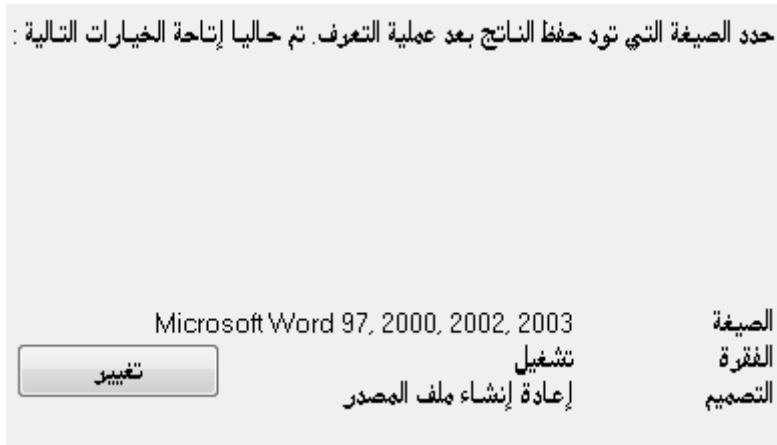 حدد الصيغة التي تود حفظ الناتج بعد عملية التعرف. تم حاليا إتاحة الخيارات التالية :
الصيغة Microsoft Word 97, 2000, 2002, 2003
الفقرة تشغيل
تغيير
التصميم إعادة إنشاء ملف المصدر